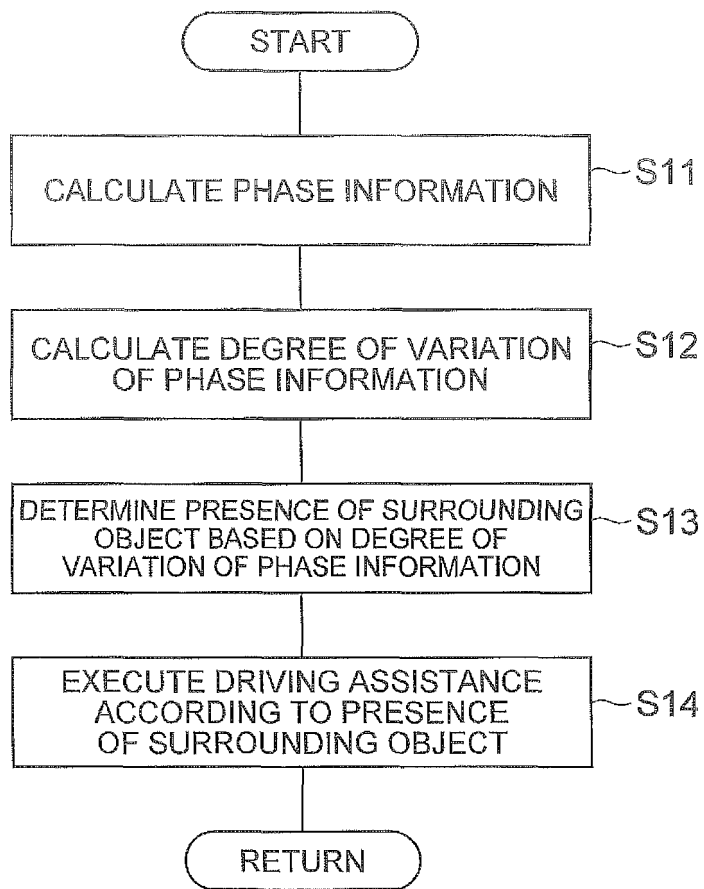 START
CALCULATE PHASE INFORMATION
S11
CALCULATE DEGREE OF VARIATION
OF PHASE INFORMATION
S12
DETERMINE PRESENCE OF SURROUNDING
OBJECT BASED ON DEGREE OF
VARIATION OF PHASE INFORMATION
S13
EXECUTE DRIVING ASSISTANCE
ACCORDING TO PRESENCE
OF SURROUNDING OBJECT
S14
RETURN